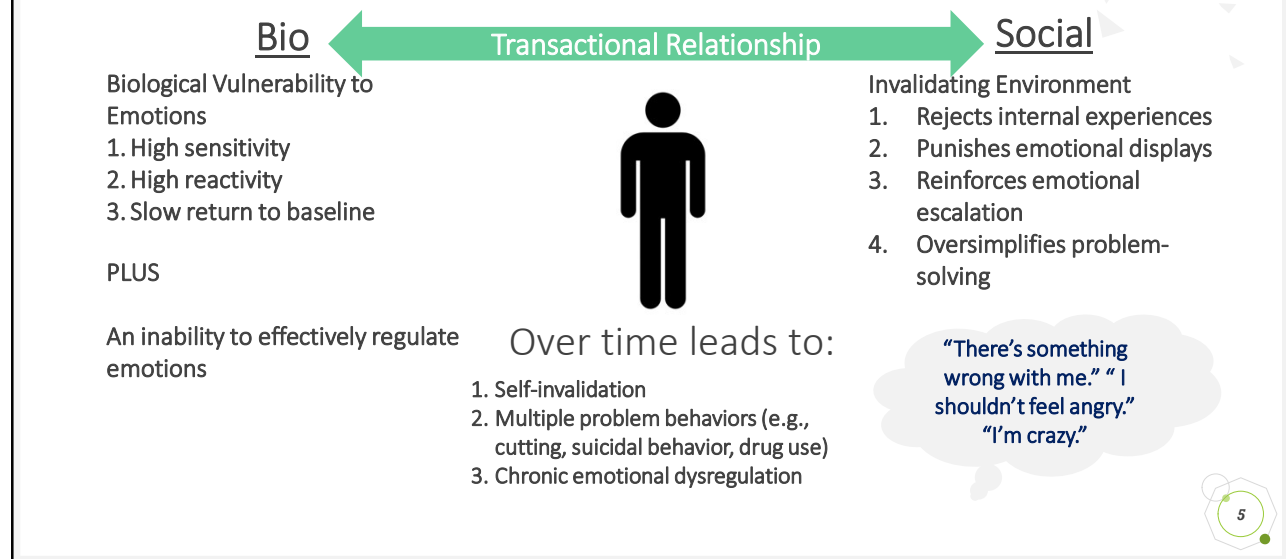 Bio
Transactional Relationship
Social
Biological Vulnerability to
Emotions
1. High sensitivity
2. High reactivity
3. Slow return to baseline
PLUS
An inability to effectively regulate
emotions
Invalidating Environment
1. Rejects internal experiences
2. Punishes emotional displays
3. Reinforces emotional
escalation
4. Oversimplifies problem-
solving
Over time leads to:
1. Self-invalidation
2. Multiple problem behaviors (e.g.,
cutting, suicidal behavior, drug use)
3. Chronic emotional dysregulation
“There’s something
wrong with me.” “ I
shouldn’t feel angry.”
“I’m crazy.”
5